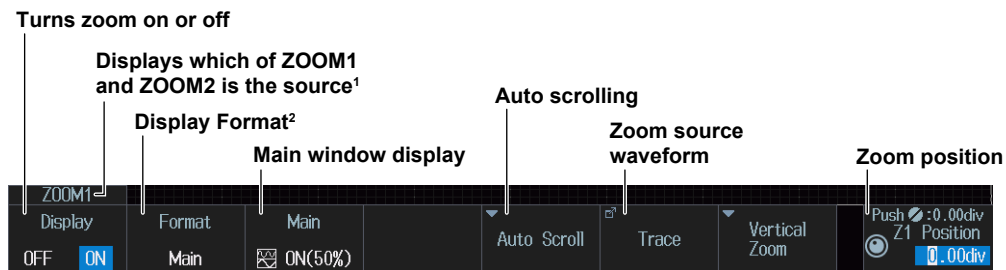 Turns zoom on or off
Displays which of ZOOM1
and ZOOM2 is the source¹
Auto scrolling
Display Format²
Zoom source
waveform
Main window display
Zoom position
ZOOM1
Display
OFF ON
Format
Main
Main
ON(50%)
Auto Scroll
Trace
Vertical
Zoom
Push :0.00div
Z1 Position
0.00div